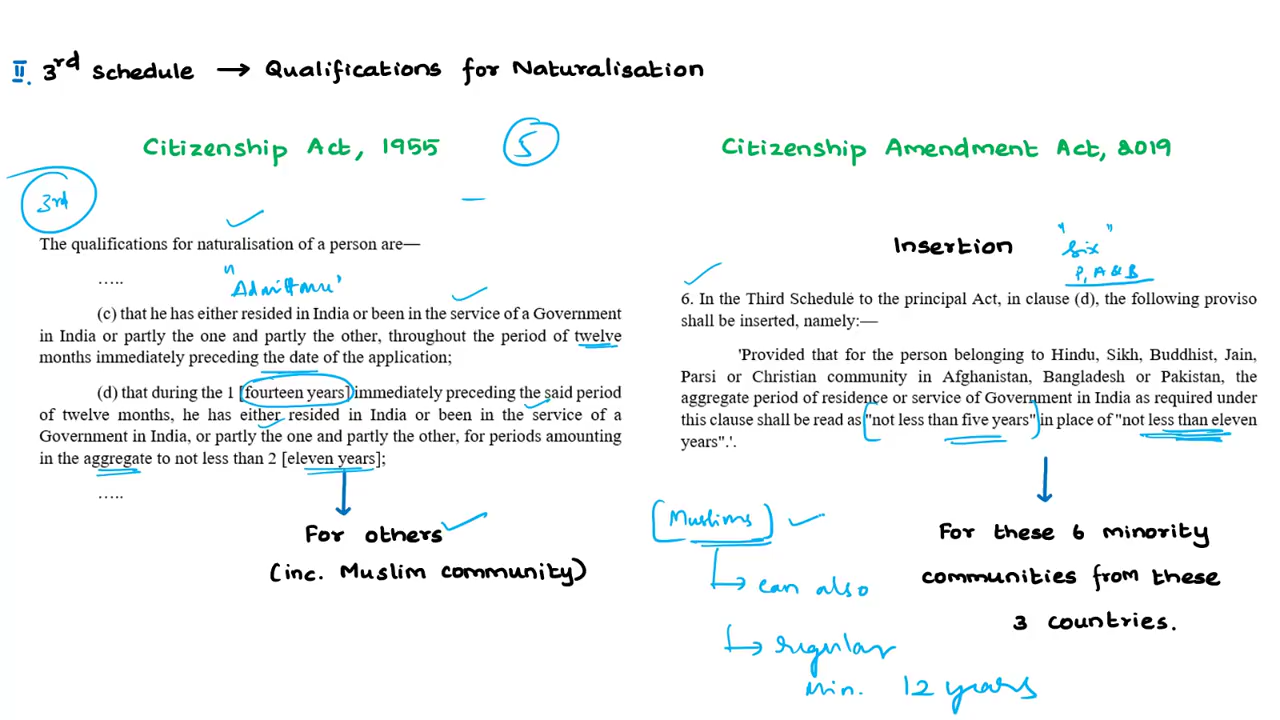 II. 3rd Schedule → Qualifications for Naturalisation
Citizenship Act, 1955
5
3rd
The qualifications for naturalisation of a person are—
.....
"Admittance"
(c) that he has either resided in India or been in the service of a Government
in India or partly the one and partly the other, throughout the period of twelve
months immediately preceding the date of the application;
(d) that during the 1 [fourteen years] immediately preceding the said period
of twelve months, he has either resided in India or been in the service of a
Government in India, or partly the one and partly the other, for periods amounting
in the aggregate to not less than 2 [eleven years];
.....
For others
(inc. Muslim community)
Citizenship Amendment Act, 2019
Insertion
"Six"
P, A & B
6. In the Third Schedule to the principal Act, in clause (d), the following proviso
shall be inserted, namely:—
'Provided that for the person belonging to Hindu, Sikh, Buddhist, Jain,
Parsi or Christian community in Afghanistan, Bangladesh or Pakistan, the
aggregate period of residence or service of Government in India as required under
this clause shall be read as "not less than five years" in place of "not less than eleven
years".'.
[Muslims]
can also
regular
Min. 12 years
For these 6 minority
communities from these
3 countries.